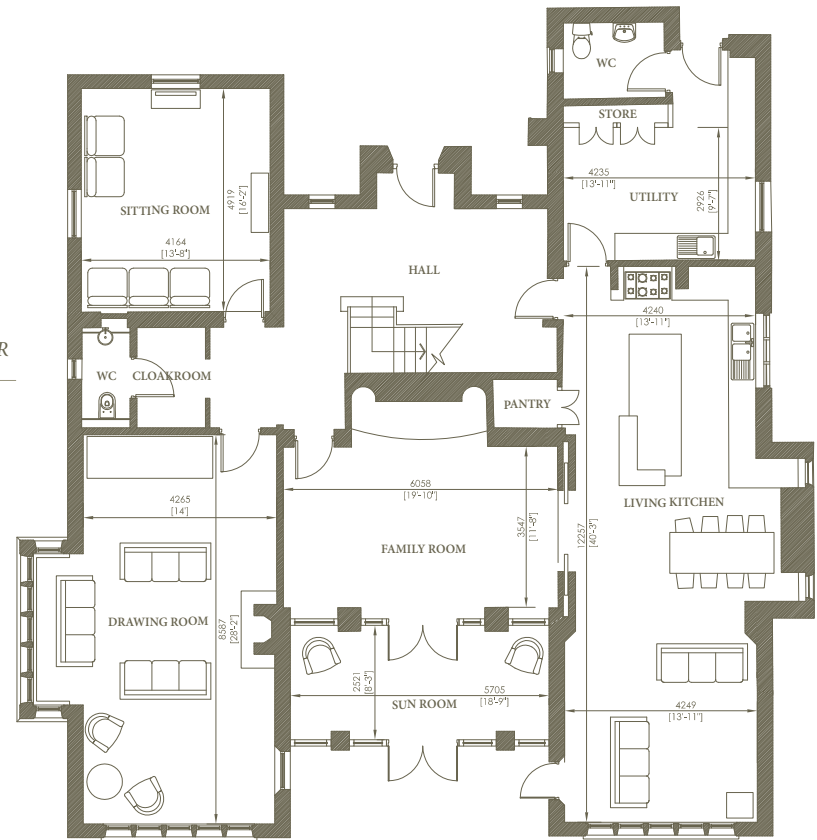 WC
STORE
4235
[13'-11"]
2926
[9'-7"]
UTILITY
SITTING ROOM
4919
[16'-2"]
4164
[13'-8"]
HALL
4240
[13'-11"]
R
WC
CLOAKROOM
PANTRY
4265
[14']
6058
[19'-10"]
3547
[11'-8"]
12257
[40'-3"]
LIVING KITCHEN
FAMILY ROOM
DRAWING ROOM
8587
[28'-2"]
2521
[8'-3"]
5705
[18'-9"]
SUN ROOM
4249
[13'-11"]